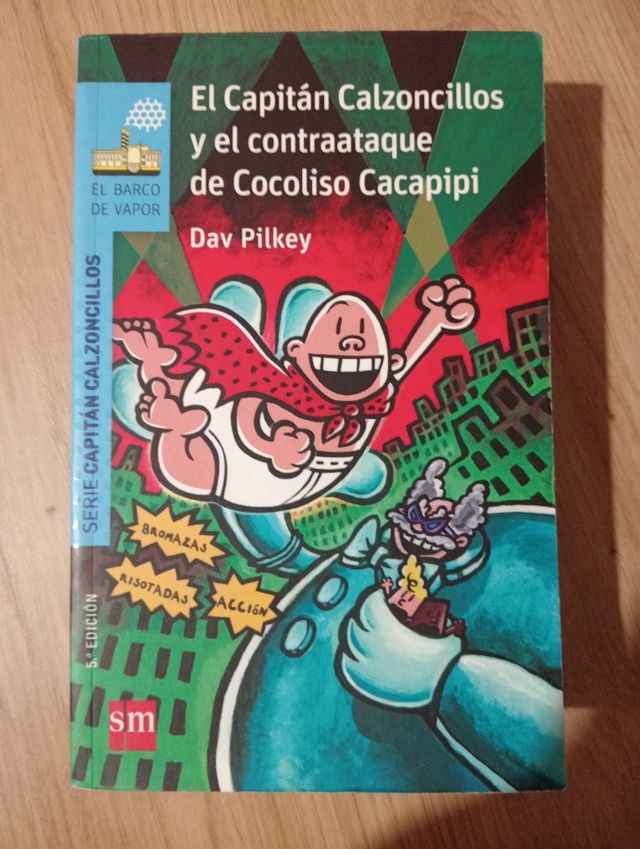 El Capitán Calzoncillos
y el contraataque
de Cocoliso Cacapipi
Dav Pilkey
EL BARCO
DE VAPOR
SERIE CAPITÁN CALZONCILLOS
BROMAZAS
RISOTADAS
ACCIÓN
5.ª EDICIÓN
sm